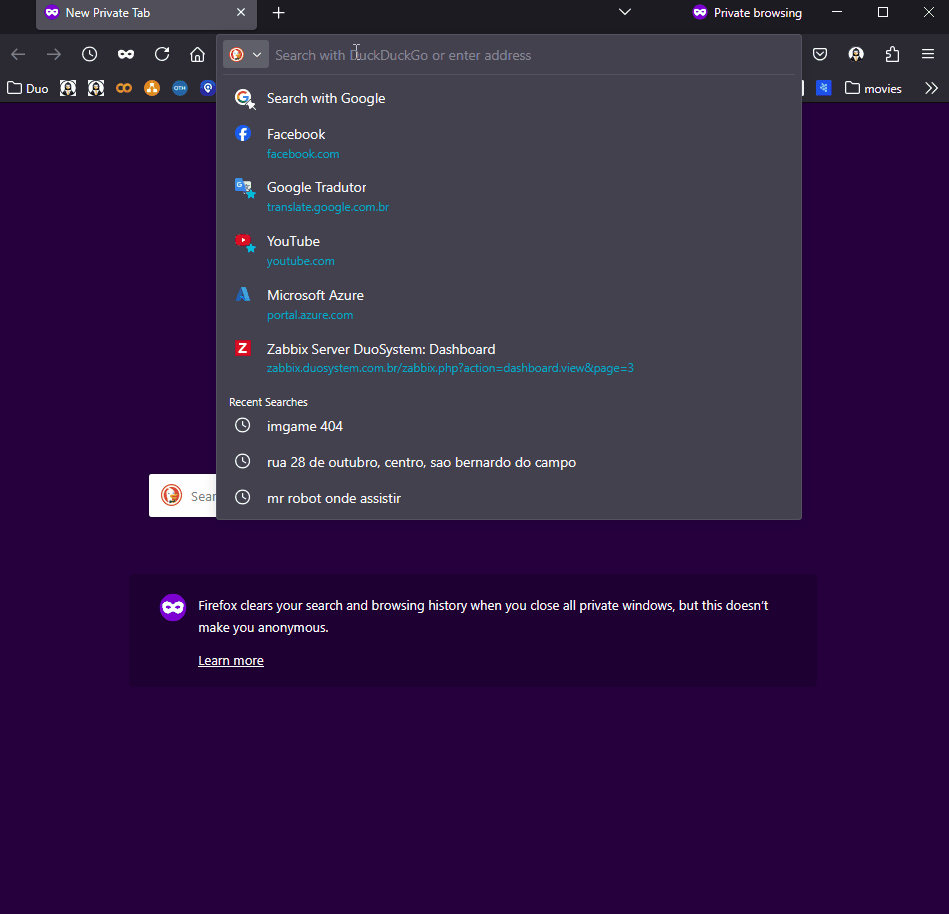 New Private Tab
Private browsing
Search with DuckDuckGo or enter address
Duo
OTH
movies
Search with Google
Facebook
facebook.com
Google Tradutor
translate.google.com.br
YouTube
youtube.com
Microsoft Azure
portal.azure.com
Z
Zabbix Server DuoSystem: Dashboard
zabbix.duosystem.com.br/zabbix.php?action=dashboard.view&page=3
Recent Searches
imgame 404
rua 28 de outubro, centro, sao bernardo do campo
Sear
mr robot onde assistir
Firefox clears your search and browsing history when you close all private windows, but this doesn’t
make you anonymous.
Learn more